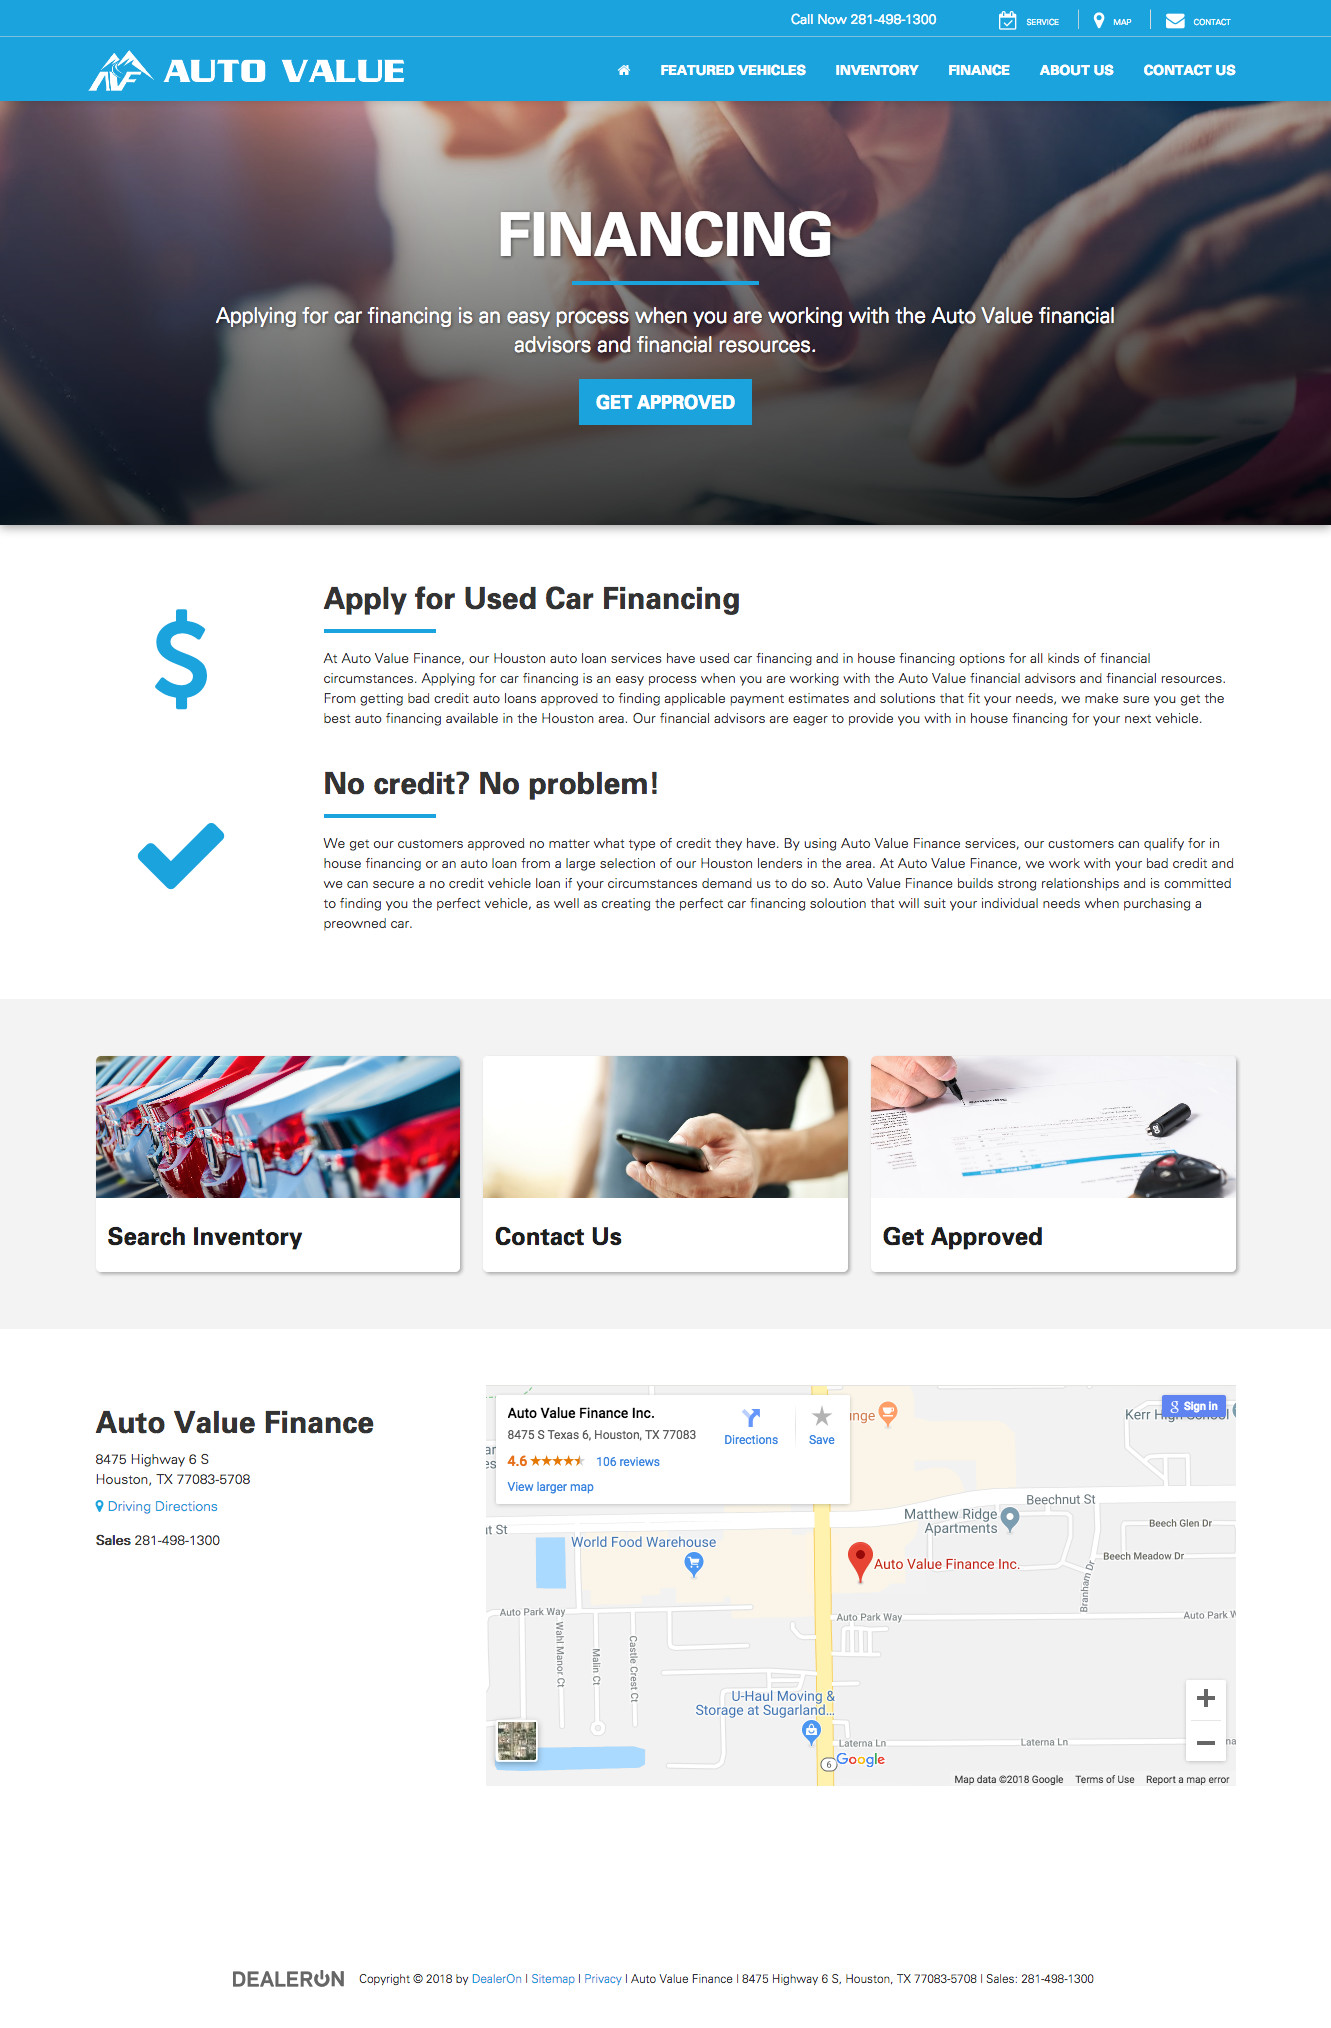 Call Now 281-498-1300
SERVICE
MAP
CONTACT
AUTO VALUE
FEATURED VEHICLES
INVENTORY
FINANCE
ABOUT US
CONTACT US
FINANCING
Applying for car financing is an easy process when you are working with the Auto Value financial
advisors and financial resources.
GET APPROVED
Apply for Used Car Financing
At Auto Value Finance, our Houston auto loan services have used car financing and in house financing options for all kinds of financial
circumstances. Applying for car financing is an easy process when you are working with the Auto Value financial advisors and financial resources.
From getting bad credit auto loans approved to finding applicable payment estimates and solutions that fit your needs, we make sure you get the
best auto financing available in the Houston area. Our financial advisors are eager to provide you with in house financing for your next vehicle.
No credit? No problem!
We get our customers approved no matter what type of credit they have. By using Auto Value Finance services, our customers can qualify for in
house financing or an auto loan from a large selection of our Houston lenders in the area. At Auto Value Finance, we work with your bad credit and
we can secure a no credit vehicle loan if your circumstances demand us to do so. Auto Value Finance builds strong relationships and is committed
to finding you the perfect vehicle, as well as creating the perfect car financing soloution that will suit your individual needs when purchasing a
preowned car.
Search Inventory
Contact Us
Get Approved
Auto Value Finance
8475 Highway 6 S
Houston, TX 77083-5708
Driving Directions
Sales 281-498-1300
Auto Value Finance Inc.
8475 S Texas 6, Houston, TX 77083
4.6
106 reviews
View larger map
Directions
Save
nge
Kerr High School
Sign in
Beechnut St
Matthew Ridge
Apartments
Beech Glen Dr
Beech Meadow Dr
Branham Dr
nt St
World Food Warehouse
Auto Value Finance Inc.
Auto Park Way
Auto Park Way
Auto Park W
Wahl Manor Ct
Malin Ct
Castle Crest Ct
U-Haul Moving &
Storage at Sugarland...
Laterna Ln
Laterna Ln
na
6
Google
Map data ©2018 Google
Terms of Use
Report a map error
DEALERON
Copyright © 2018 by DealerOn | Sitemap | Privacy | Auto Value Finance | 8475 Highway 6 S, Houston, TX 77083-5708 | Sales: 281-498-1300